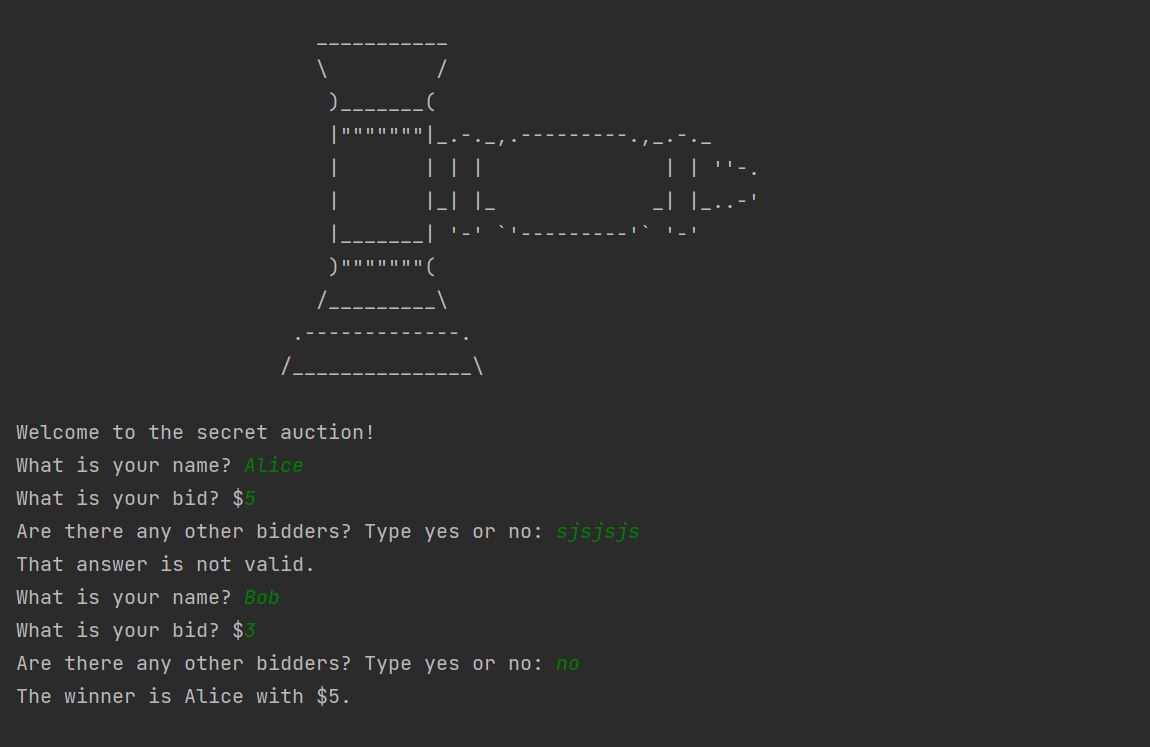 ___________
                         \         /
                          )_______(
                          |"""""""|_.-._,.---------.,_.-._
                          |       | | |               | | ''-.
                          |       |_| |_             _| |_..-'
                          |_______| '-' `'---------'` '-'
                          )"""""""(
                         /_________\
                       .-------------.
                      /_______________\
Welcome to the secret auction!
What is your name? Alice
What is your bid? $5
Are there any other bidders? Type yes or no: sjsjsjs
That answer is not valid.
What is your name? Bob
What is your bid? $3
Are there any other bidders? Type yes or no: no
The winner is Alice with $5.